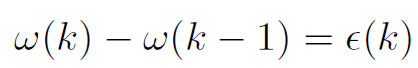 ω(k) − ω(k − 1) = ϵ(k)